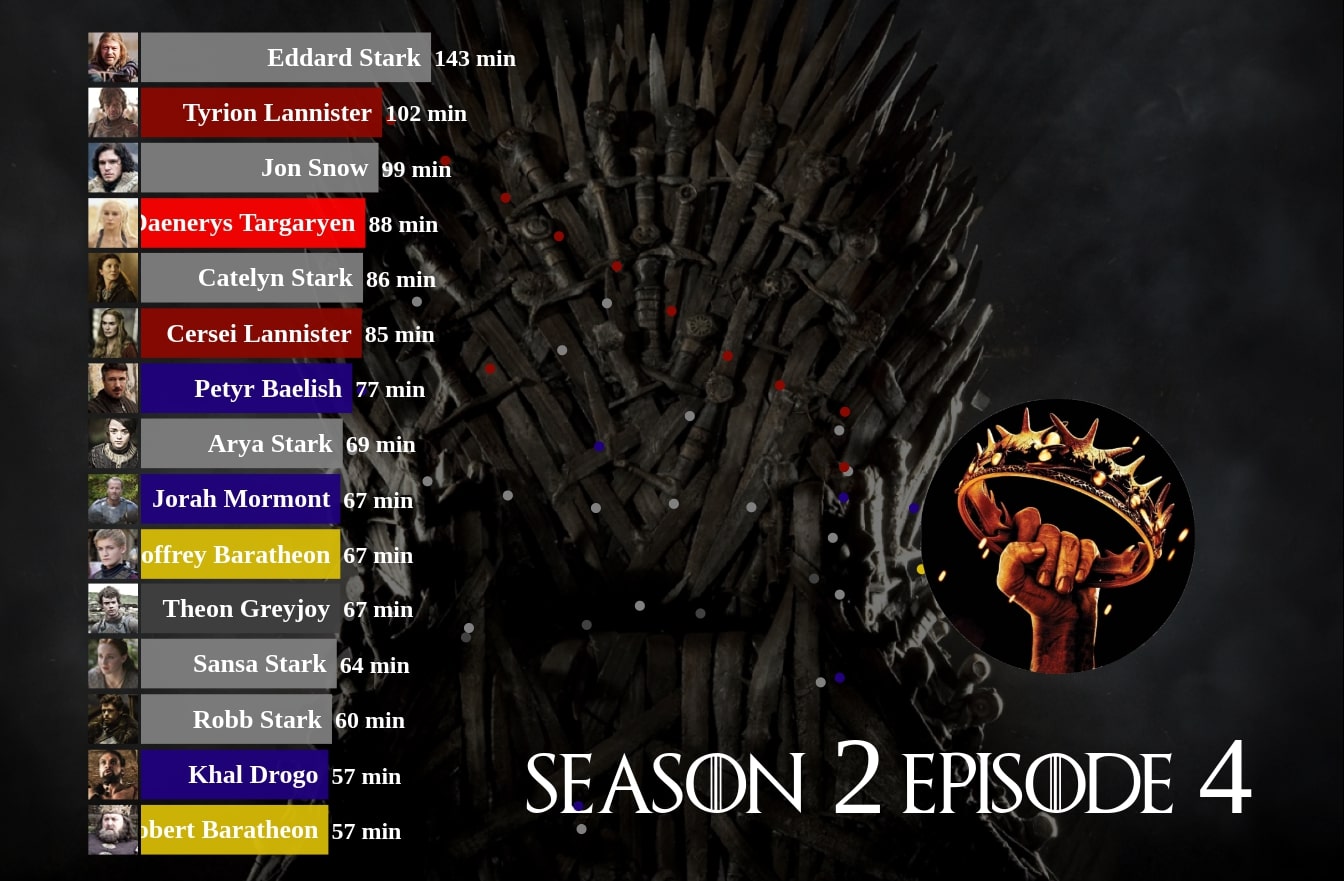 Eddard Stark 143 min
Tyrion Lannister 102 min
Jon Snow 99 min
Daenerys Targaryen 88 min
Catelyn Stark 86 min
Cersei Lannister 85 min
Petyr Baelish 77 min
Arya Stark 69 min
Jorah Mormont 67 min
offrey Baratheon 67 min
Theon Greyjoy 67 min
Sansa Stark 64 min
Robb Stark 60 min
Khal Drogo 57 min
obert Baratheon 57 min
SEASON 2 EPISODE 4